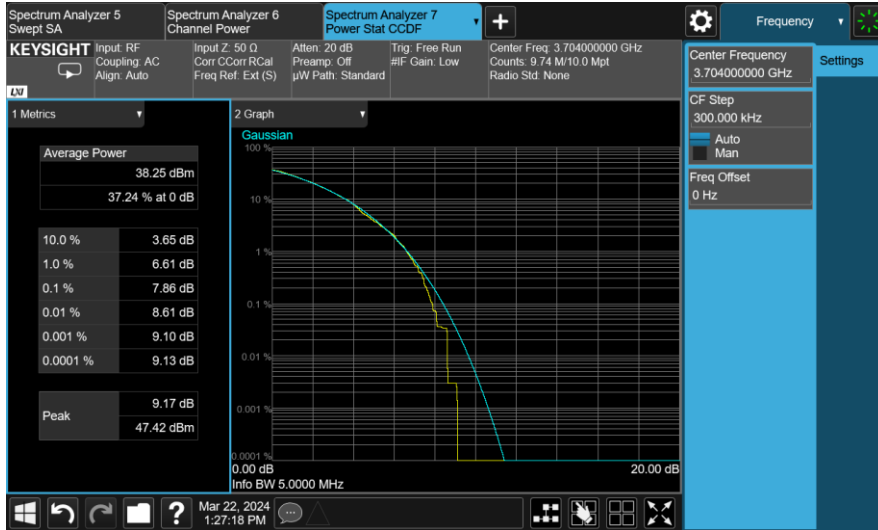 Spectrum Analyzer 5
Swept SA
Spectrum Analyzer 6
Channel Power
Spectrum Analyzer 7
Power Stat CCDF
Frequency
KEYSIGHT
LXI
Input: RF
Coupling: AC
Align: Auto
Input Z: 50 Ω
Corr CCorr RCal
Freq Ref: Ext (S)
Atten: 20 dB
Preamp: Off
µW Path: Standard
Trig: Free Run
#IF Gain: Low
Center Freq: 3.704000000 GHz
Counts: 9.74 M/10.0 Mpt
Radio Std: None
Center Frequency
3.704000000 GHz
Settings
CF Step
300.000 kHz
Auto
Man
Freq Offset
0 Hz
1 Metrics
Average Power
38.25 dBm
37.24 % at 0 dB
10.0 % 3.65 dB
1.0 % 6.61 dB
0.1 % 7.86 dB
0.01 % 8.61 dB
0.001 % 9.10 dB
0.0001 % 9.13 dB
Peak
9.17 dB
47.42 dBm
2 Graph
Gaussian
100 %
10 %
1 %
0.1 %
0.01 %
0.001 %
0.0001 %
0.00 dB 20.00 dB
Info BW 5.0000 MHz
?
Mar 22, 2024
1:27:18 PM